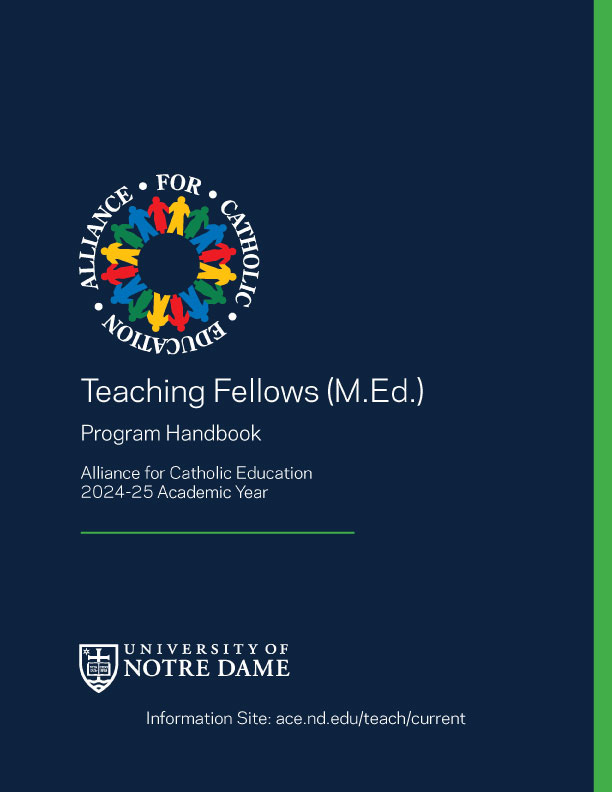 ALLIANCE • FOR • CATHOLIC • EDUCATION •
Teaching Fellows (M.Ed.)
Program Handbook
Alliance for Catholic Education
2024-25 Academic Year
UNIVERSITY OF
NOTRE DAME
Information Site: ace.nd.edu/teach/current